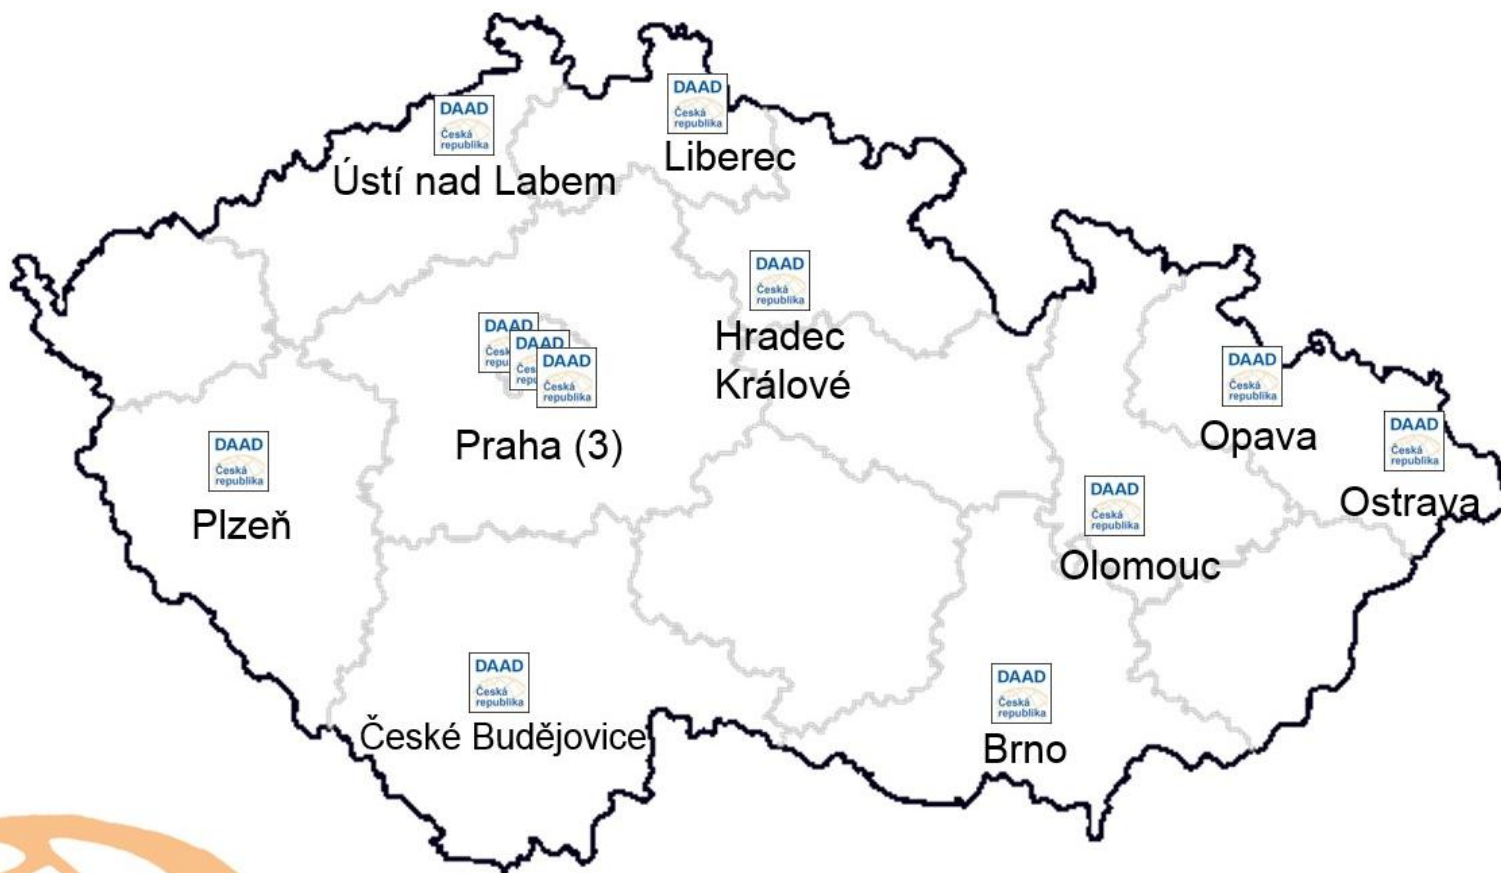 DAAD
Česká
republika
Liberec
DAAD
Česká
republika
Ústí nad Labem
DAAD
Česká
republika
Hradec
Králové
DAAD
DAAD
DAAD
Česká
republika
Praha (3)
DAAD
Česká
republika
Opava
DAAD
Česká
republika
Ostrava
DAAD
Česká
republika
Plzeň
DAAD
Česká
republika
Olomouc
DAAD
Česká
republika
České Budějovice
DAAD
Česká
republika
Brno